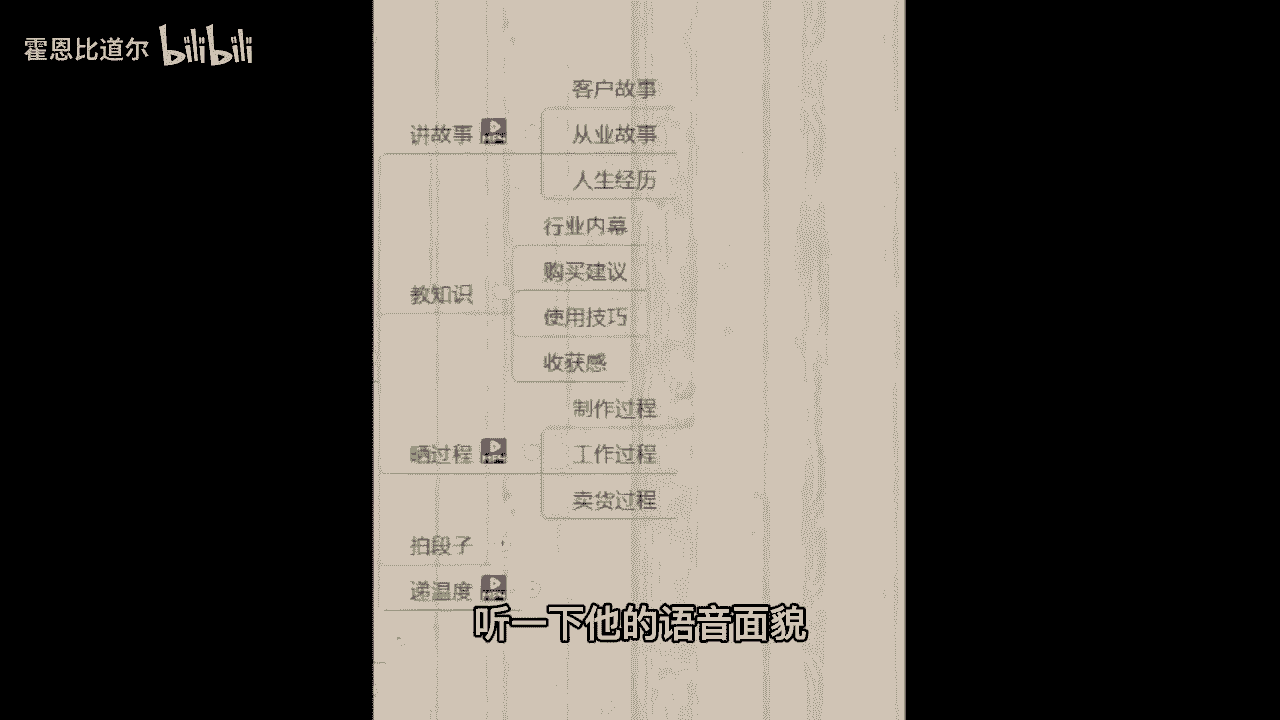 霍恩比道尔 bilibili
客户故事
讲故事
从业故事
人生经历
行业内幕
购买建议
教知识
使用技巧
收获感
制作过程
晒过程
工作过程
卖货过程
拍段子
递温度
听一下他的语音面貌